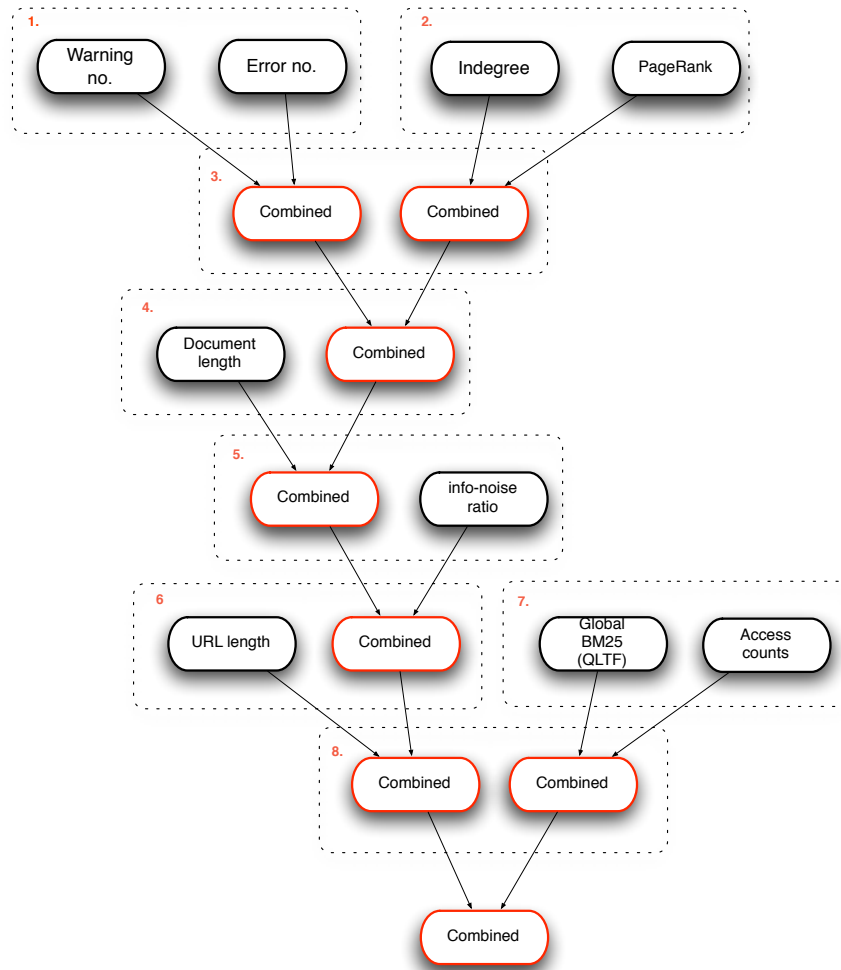 1.
Warning
no.
Error no.
2.
Indegree
PageRank
3.
Combined
Combined
4.
Document
length
Combined
5.
Combined
info-noise
ratio
6
URL length
Combined
7.
Global
BM25
(QLTF)
Access
counts
8.
Combined
Combined
Combined